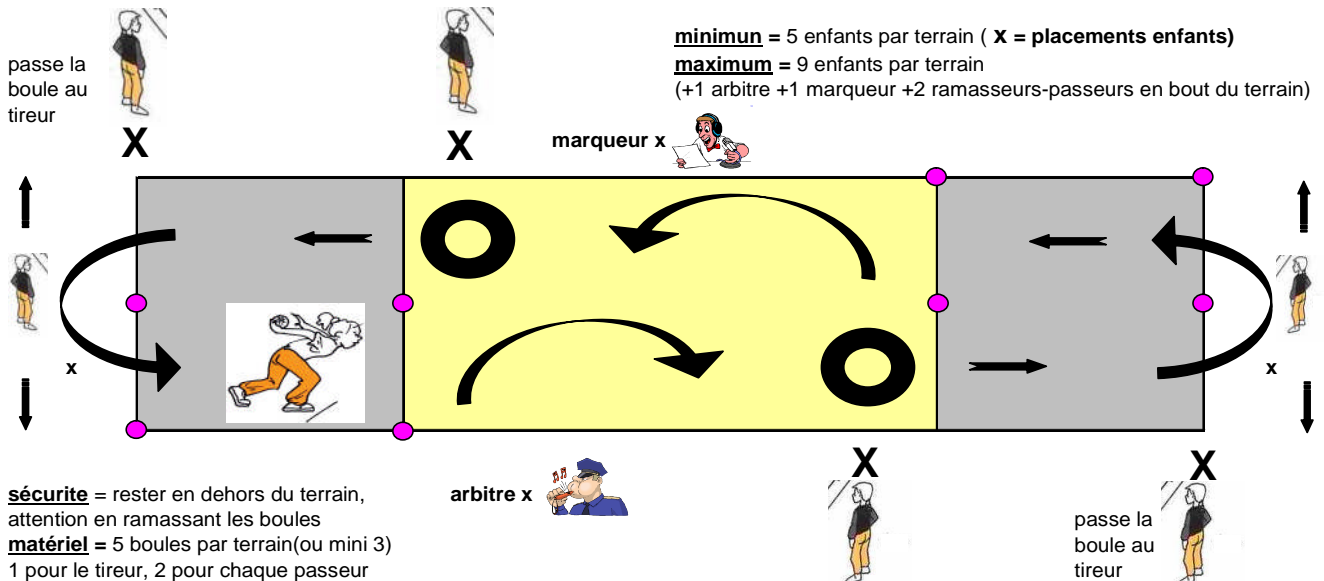 passe la
boule au
tireur
X
X
minimun = 5 enfants par terrain ( X = placements enfants)
maximum = 9 enfants par terrain
(+1 arbitre +1 marqueur +2 ramasseurs-passeurs en bout du terrain)
marqueur x
x
x
arbitre x
X
X
sécurite = rester en dehors du terrain,
attention en ramassant les boules
matériel = 5 boules par terrain(ou mini 3)
1 pour le tireur, 2 pour chaque passeur
passe la
boule au
tireur